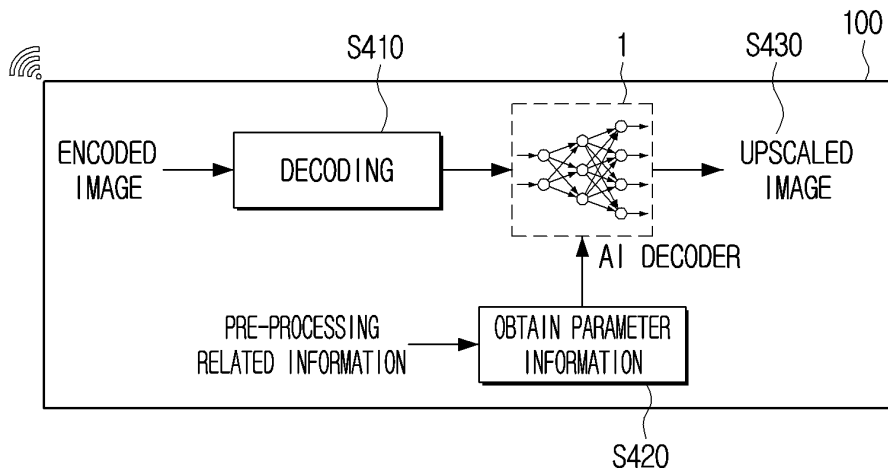 100
S410
1
S430
ENCODED
IMAGE
DECODING
UPSCALED
IMAGE
AI DECODER
PRE-PROCESSING
RELATED INFORMATION
OBTAIN PARAMETER
INFORMATION
S420